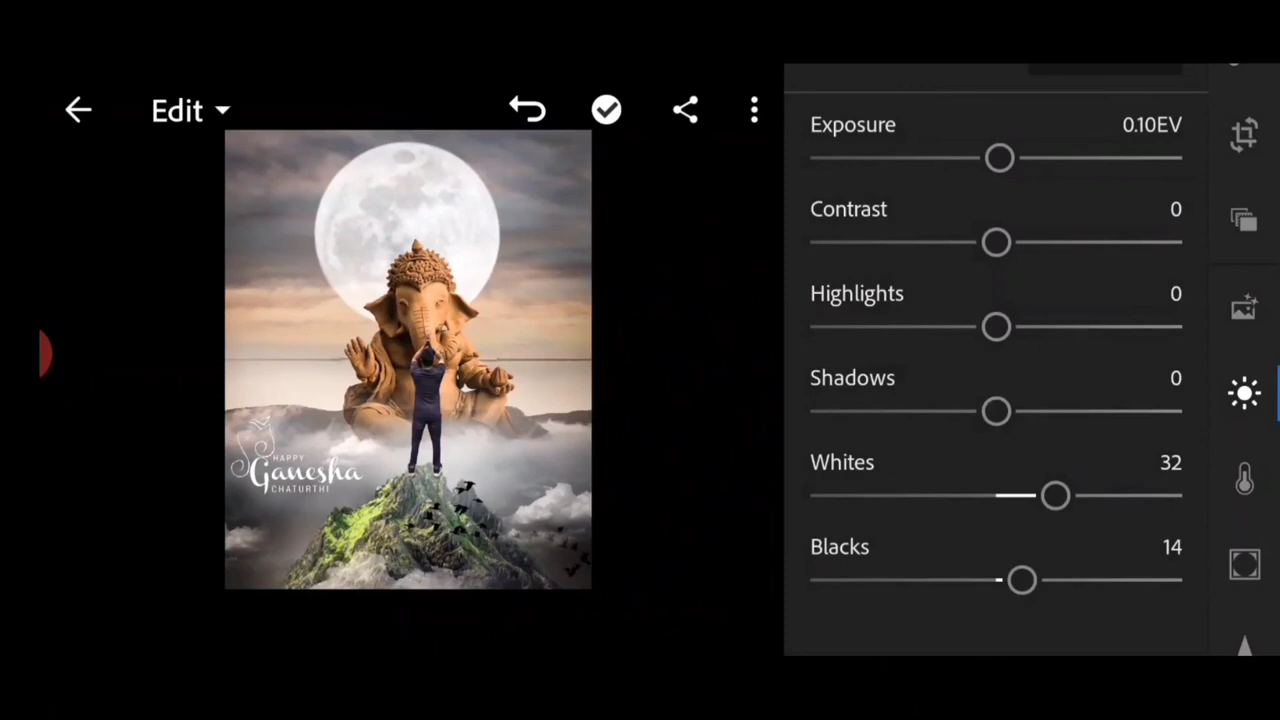 Edit
Exposure 0.10EV
Contrast 0
Highlights 0
Shadows 0
Whites 32
Blacks 14
HAPPY
Ganesha
CHATURTHI